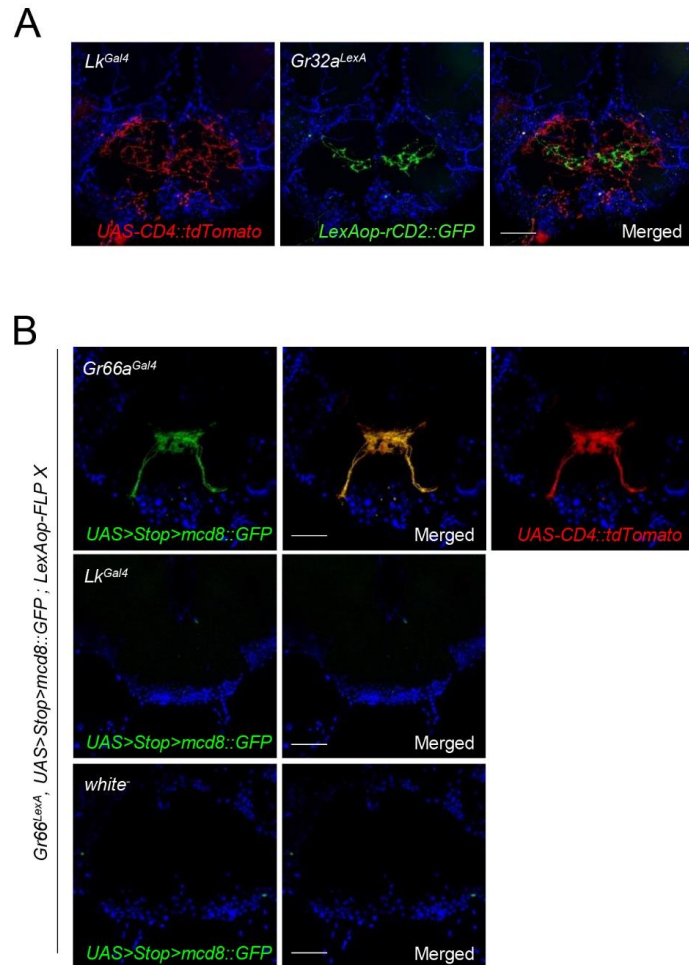 A
Lk^Gal4
Gr32a^LexA
UAS-CD4::tdTomato
LexAop-rCD2::GFP
Merged
B
Gr66^LexA, UAS>Stop>mcd8::GFP ; LexAop-FLP X
Gr66a^Gal4
UAS>Stop>mcd8::GFP
Merged
UAS-CD4::tdTomato
Lk^Gal4
UAS>Stop>mcd8::GFP
Merged
white^-
UAS>Stop>mcd8::GFP
Merged